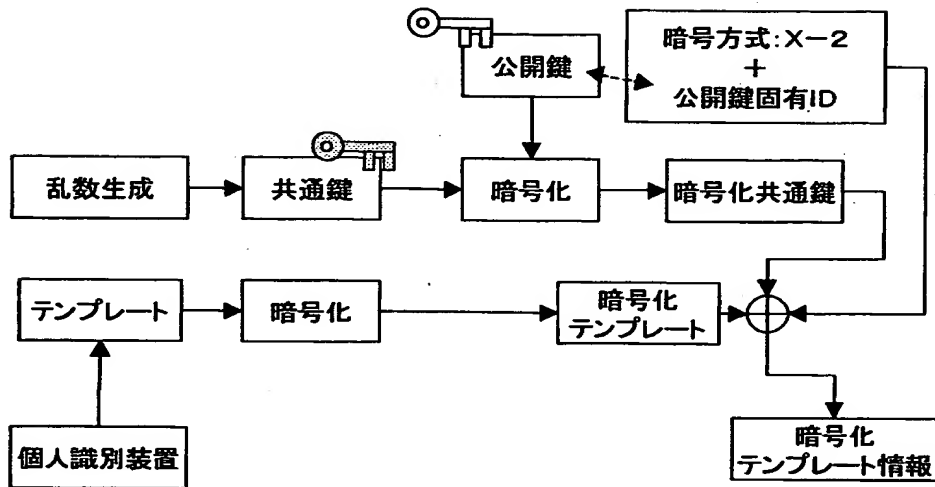 公開鍵
暗号方式:X-2
+
公開鍵固有ID
乱数生成
共通鍵
暗号化
暗号化共通鍵
テンプレート
暗号化
暗号化
テンプレート
個人識別装置
暗号化
テンプレート情報